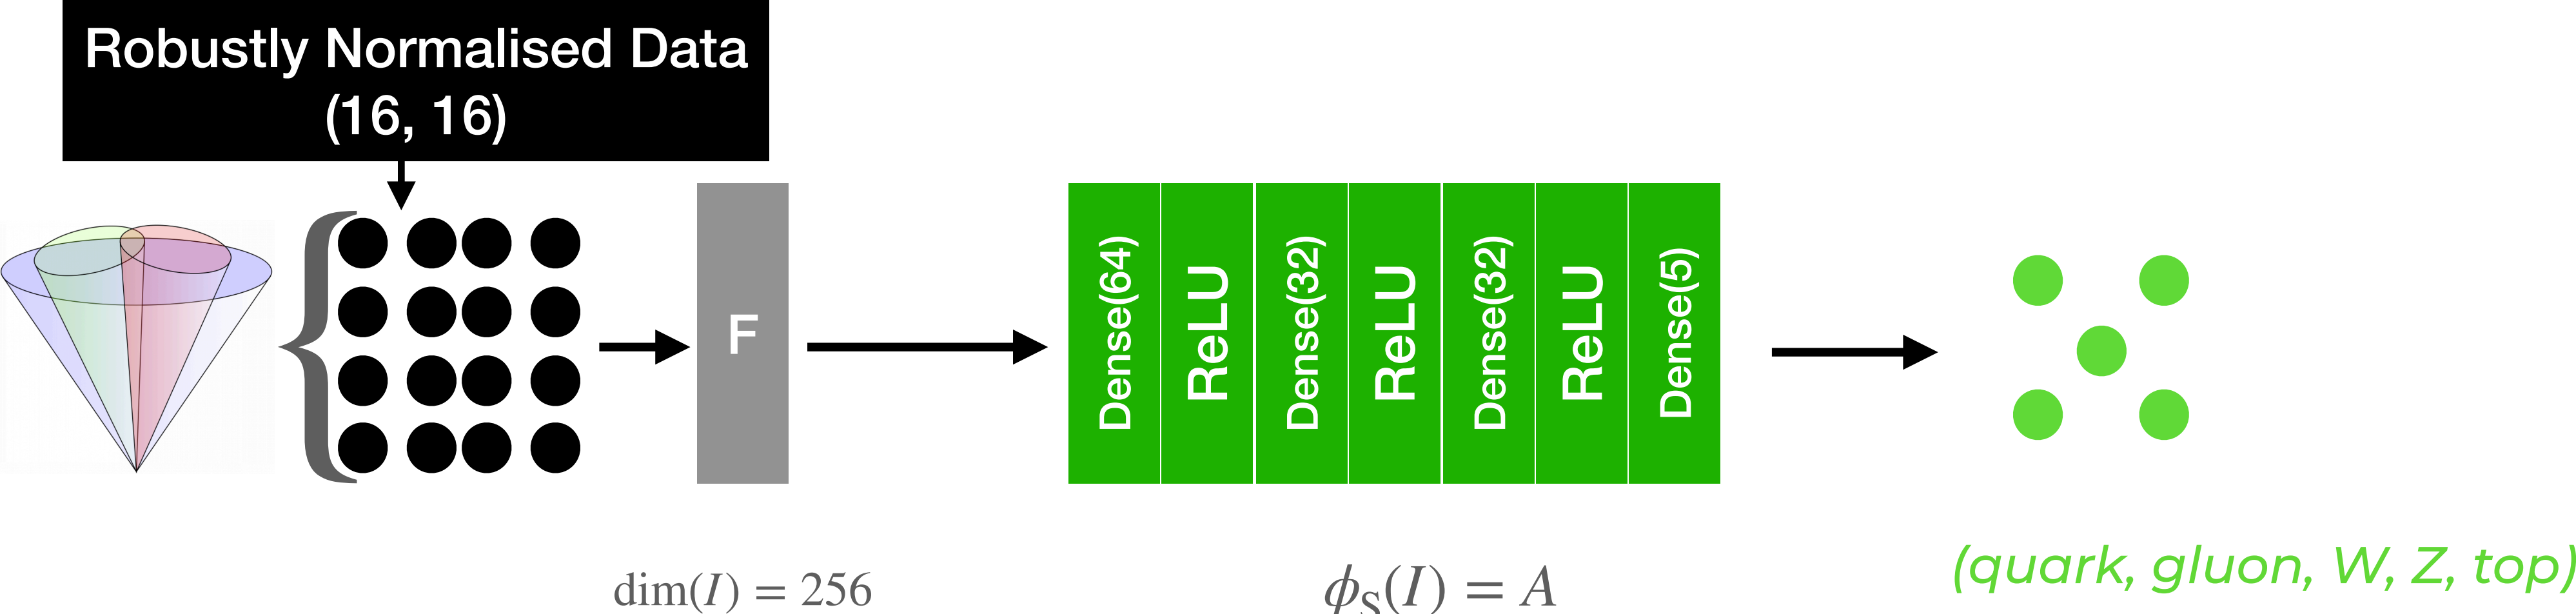 Robustly Normalised Data
(16, 16)
F
Dense(64)
ReLU
Dense(32)
ReLU
Dense(32)
ReLU
Dense(5)
dim(I) = 256
ϕS(I) = A
(quark, gluon, W, Z, top)